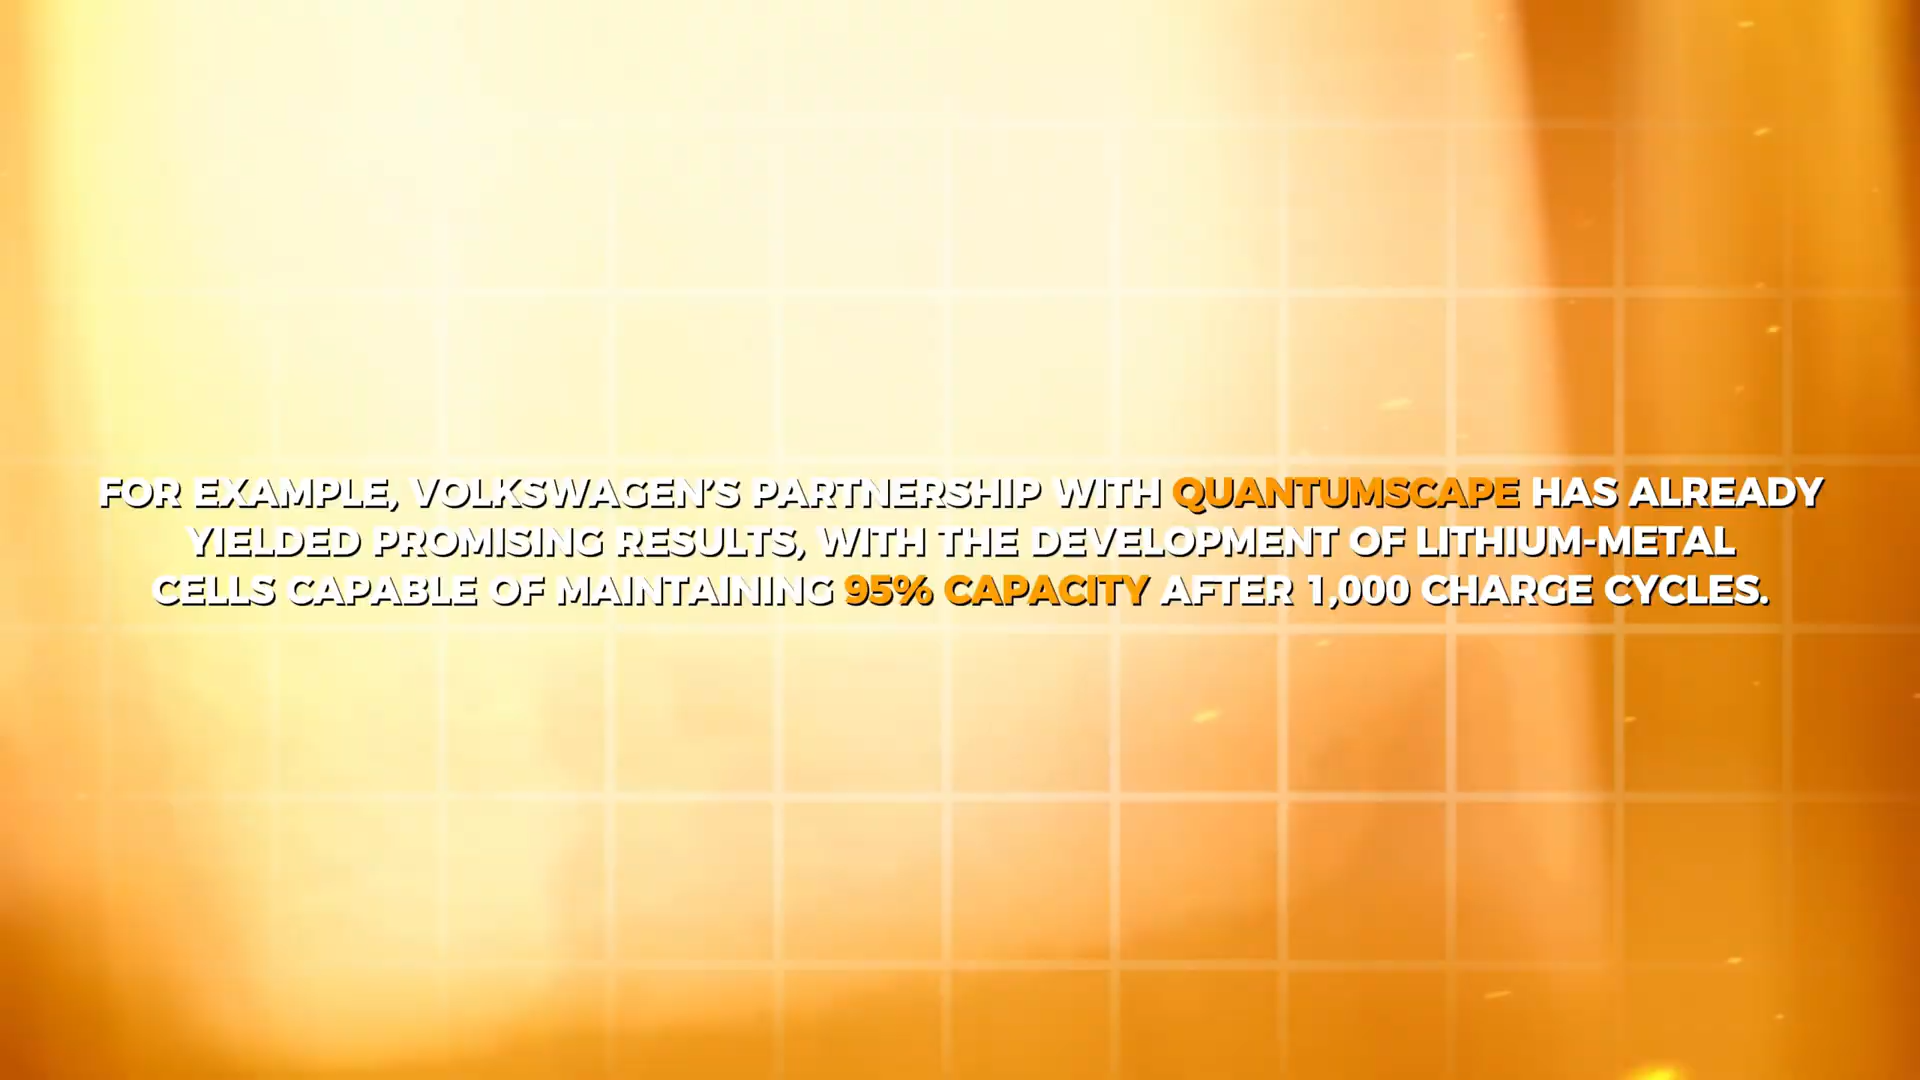 FOR EXAMPLE, VOLKSWAGEN’S PARTNERSHIP WITH QUANTUMSCAPE HAS ALREADY
YIELDED PROMISING RESULTS, WITH THE DEVELOPMENT OF LITHIUM-METAL
CELLS CAPABLE OF MAINTAINING 95% CAPACITY AFTER 1,000 CHARGE CYCLES.